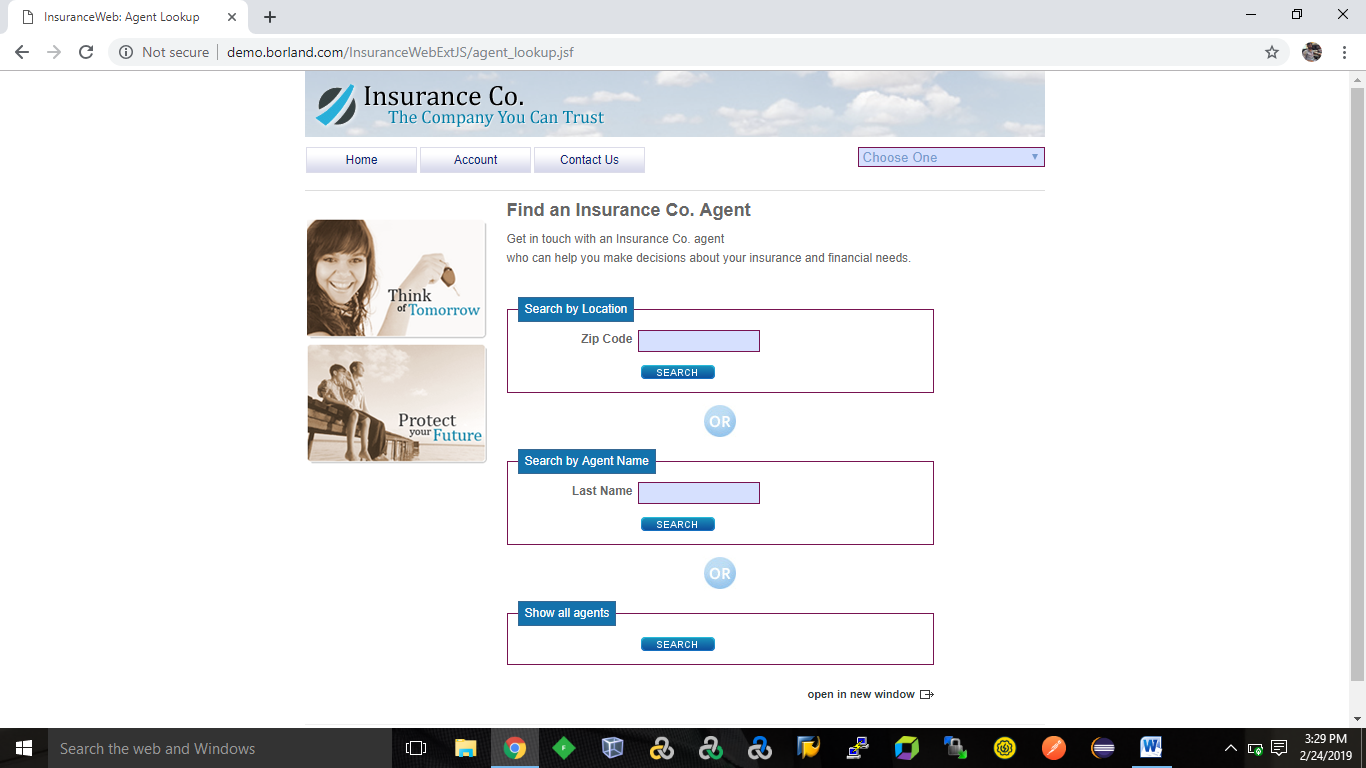 InsuranceWeb: Agent Lookup
Not secure
demo.borland.com/InsuranceWebExtJS/agent_lookup.jsf
Insurance Co.
The Company You Can Trust
Home
Account
Contact Us
Choose One
Find an Insurance Co. Agent
Get in touch with an Insurance Co. agent
who can help you make decisions about your insurance and financial needs.
Think
of Tomorrow
Protect
your Future
Search by Location
Zip Code
SEARCH
OR
Search by Agent Name
Last Name
SEARCH
OR
Show all agents
SEARCH
open in new window
Search the web and Windows
F
W
3:29 PM
2/24/2019